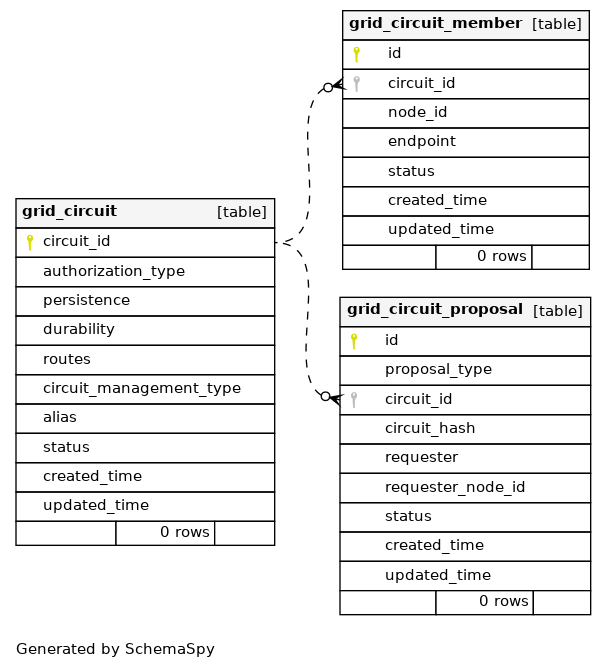 grid_circuit_member [table]
id
circuit_id
node_id
endpoint
status
created_time
updated_time
0 rows
grid_circuit [table]
circuit_id
authorization_type
persistence
durability
routes
circuit_management_type
alias
status
created_time
updated_time
0 rows
grid_circuit_proposal [table]
id
proposal_type
circuit_id
circuit_hash
requester
requester_node_id
status
created_time
updated_time
0 rows
Generated by SchemaSpy